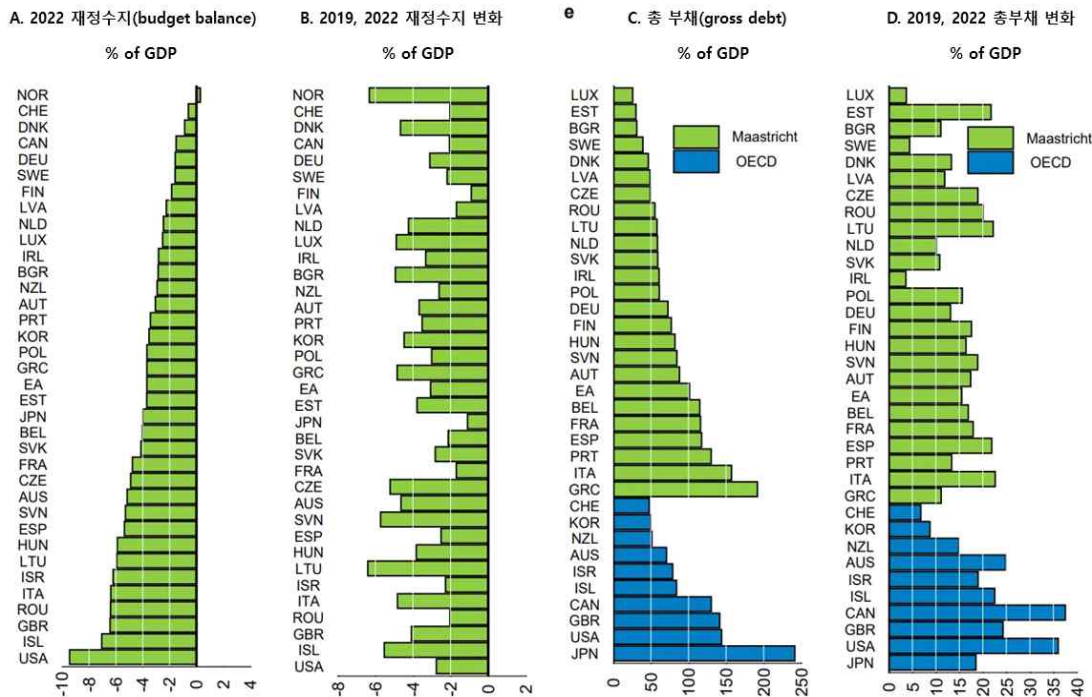 A. 2022 재정수지(budget balance)
% of GDP
NOR
CHE
DNK
CAN
DEU
SWE
FIN
LVA
NLD
LUX
IRL
BGR
NZL
AUT
PRT
KOR
POL
GRC
EA
EST
JPN
BEL
SVK
FRA
CZE
AUS
SVN
ESP
HUN
LTU
ISR
ITA
ROU
GBR
ISL
USA
-10 -8 -6 -4 -2 0 2 4
B. 2019, 2022 재정수지 변화
% of GDP
NOR
CHE
DNK
CAN
DEU
SWE
FIN
LVA
NLD
LUX
IRL
BGR
NZL
AUT
PRT
KOR
POL
GRC
EA
EST
JPN
BEL
SVK
FRA
CZE
AUS
SVN
ESP
HUN
LTU
ISR
ITA
ROU
GBR
ISL
USA
-8 -6 -4 -2 0 2
e
C. 총 부채(gross debt)
% of GDP
Maastricht
OECD
LUX
EST
BGR
SWE
DNK
LVA
CZE
ROU
LTU
NLD
SVK
IRL
POL
DEU
FIN
HUN
SVN
AUT
EA
BEL
FRA
ESP
PRT
ITA
GRC
CHE
KOR
NZL
AUS
ISR
ISL
CAN
GBR
USA
JPN
0 50 100 150 200 250
D. 2019, 2022 총부채 변화
% of GDP
Maastricht
OECD
LUX
EST
BGR
SWE
DNK
LVA
CZE
ROU
LTU
NLD
SVK
IRL
POL
DEU
FIN
HUN
SVN
AUT
EA
BEL
FRA
ESP
PRT
ITA
GRC
CHE
KOR
NZL
AUS
ISR
ISL
CAN
GBR
USA
JPN
0 5 10 15 20 25 30 35 40